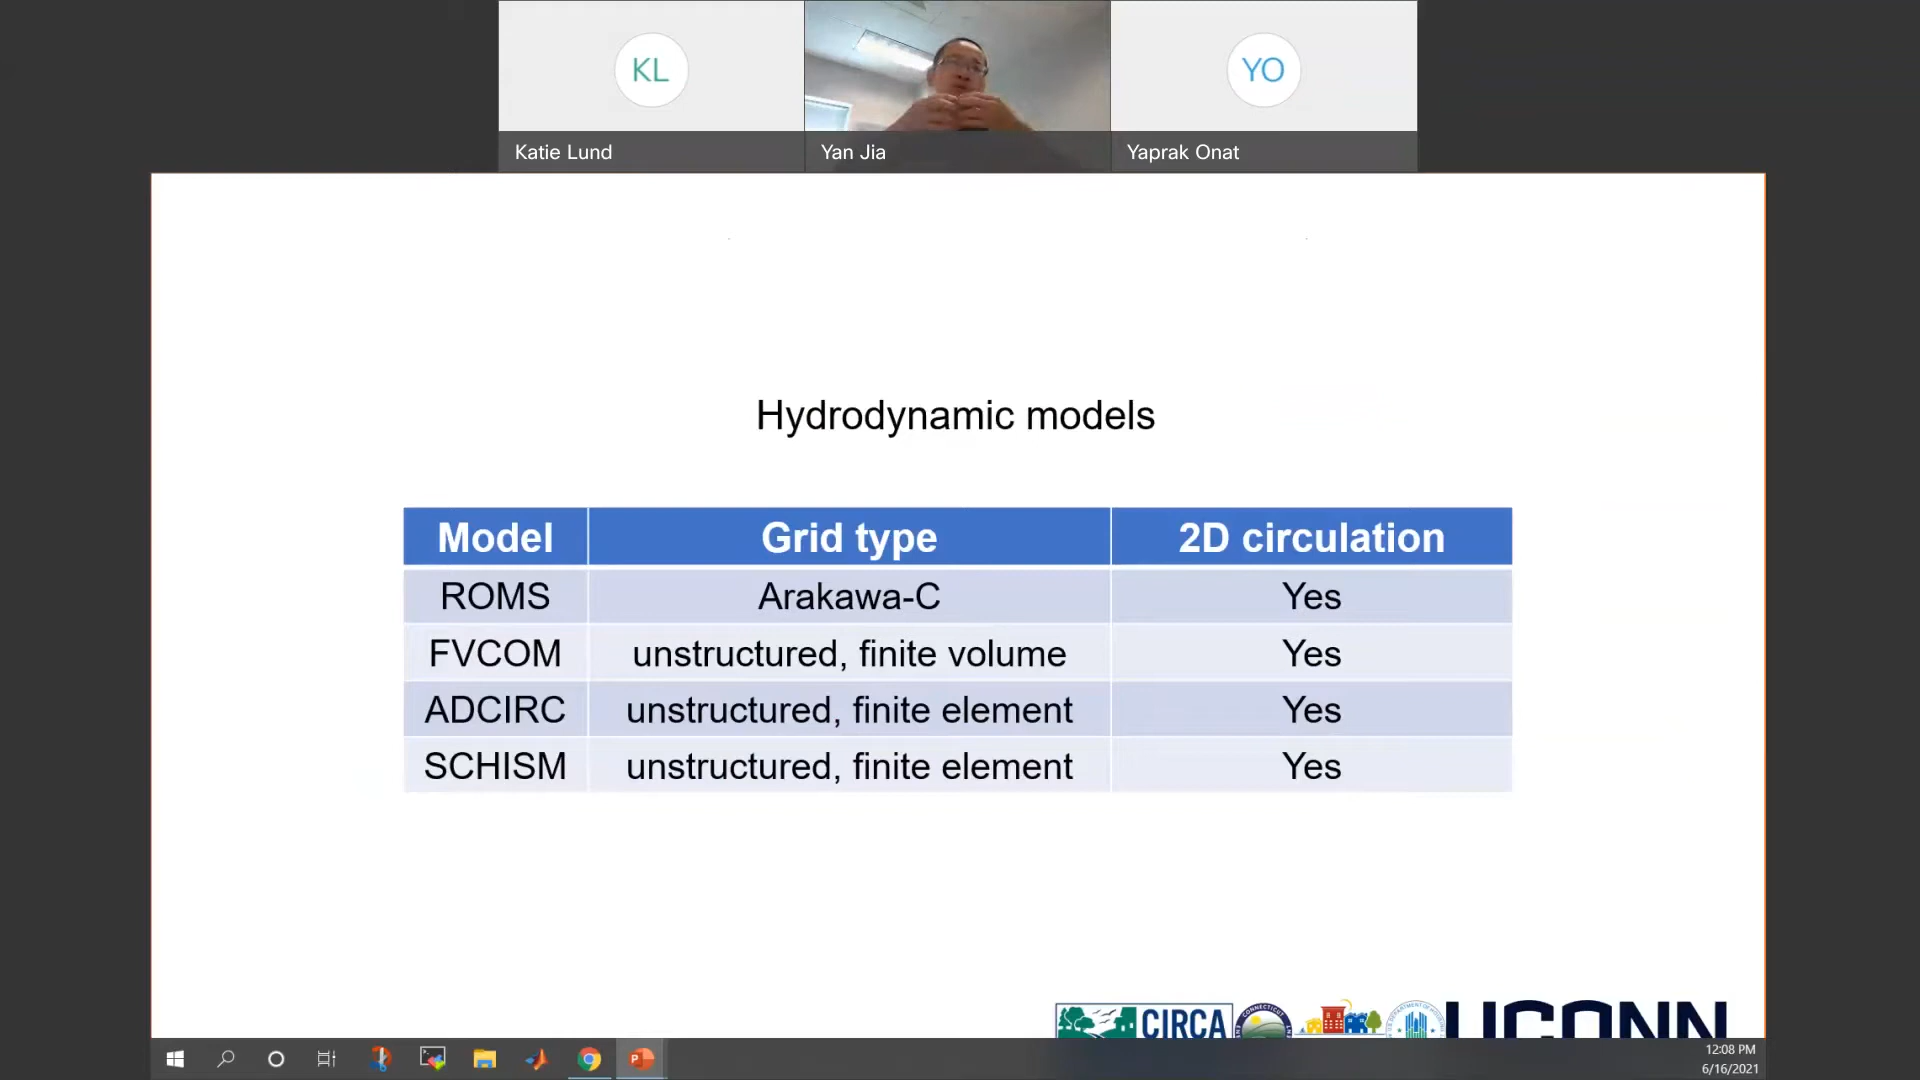 KL
YO
Katie Lund
Yan Jia
Yaprak Onat
Hydrodynamic models
Model Grid type 2D circulation
ROMS Arakawa-C Yes
FVCOM unstructured, finite volume Yes
ADCIRC unstructured, finite element Yes
SCHISM unstructured, finite element Yes
CIRCA
CONNECTICUT
UCONN
P
12:08 PM
6/16/2021